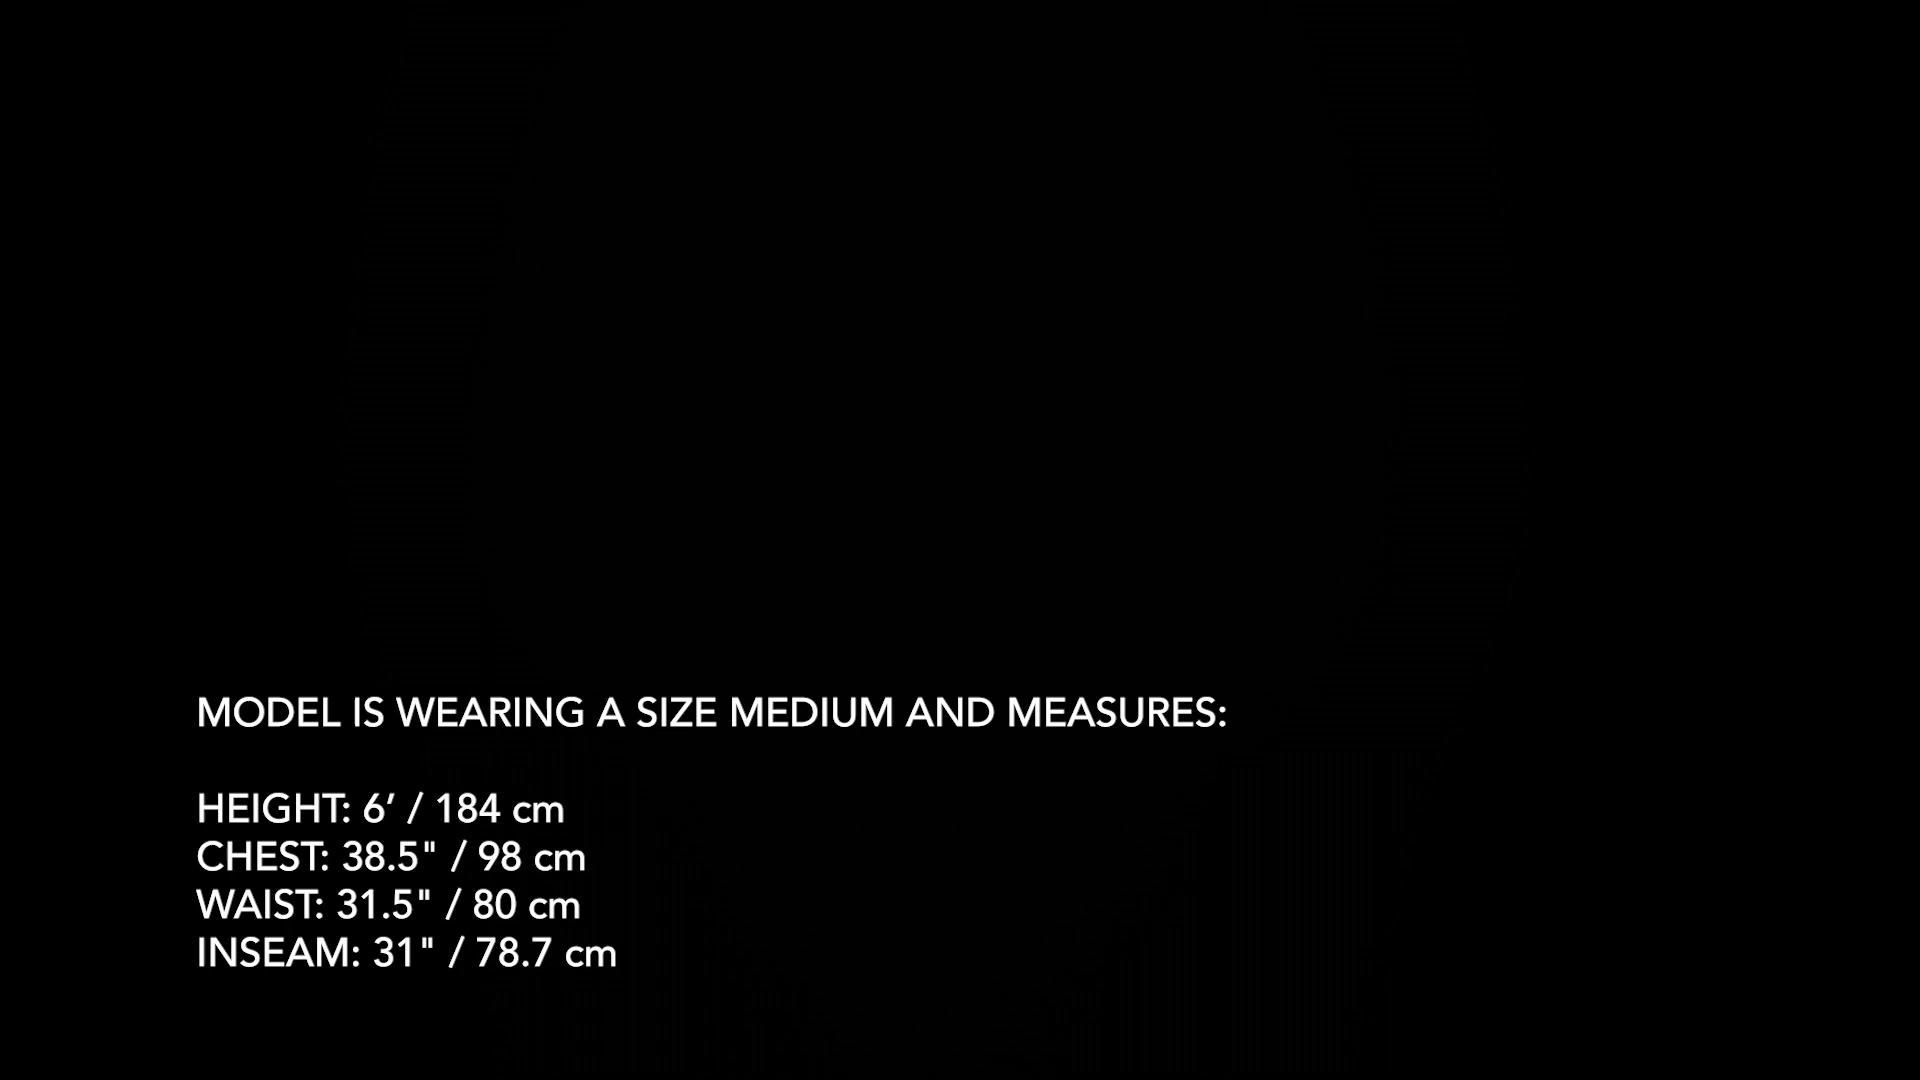 MODEL IS WEARING A SIZE MEDIUM AND MEASURES:
HEIGHT: 6’ / 184 cm
CHEST: 38.5" / 98 cm
WAIST: 31.5" / 80 cm
INSEAM: 31" / 78.7 cm